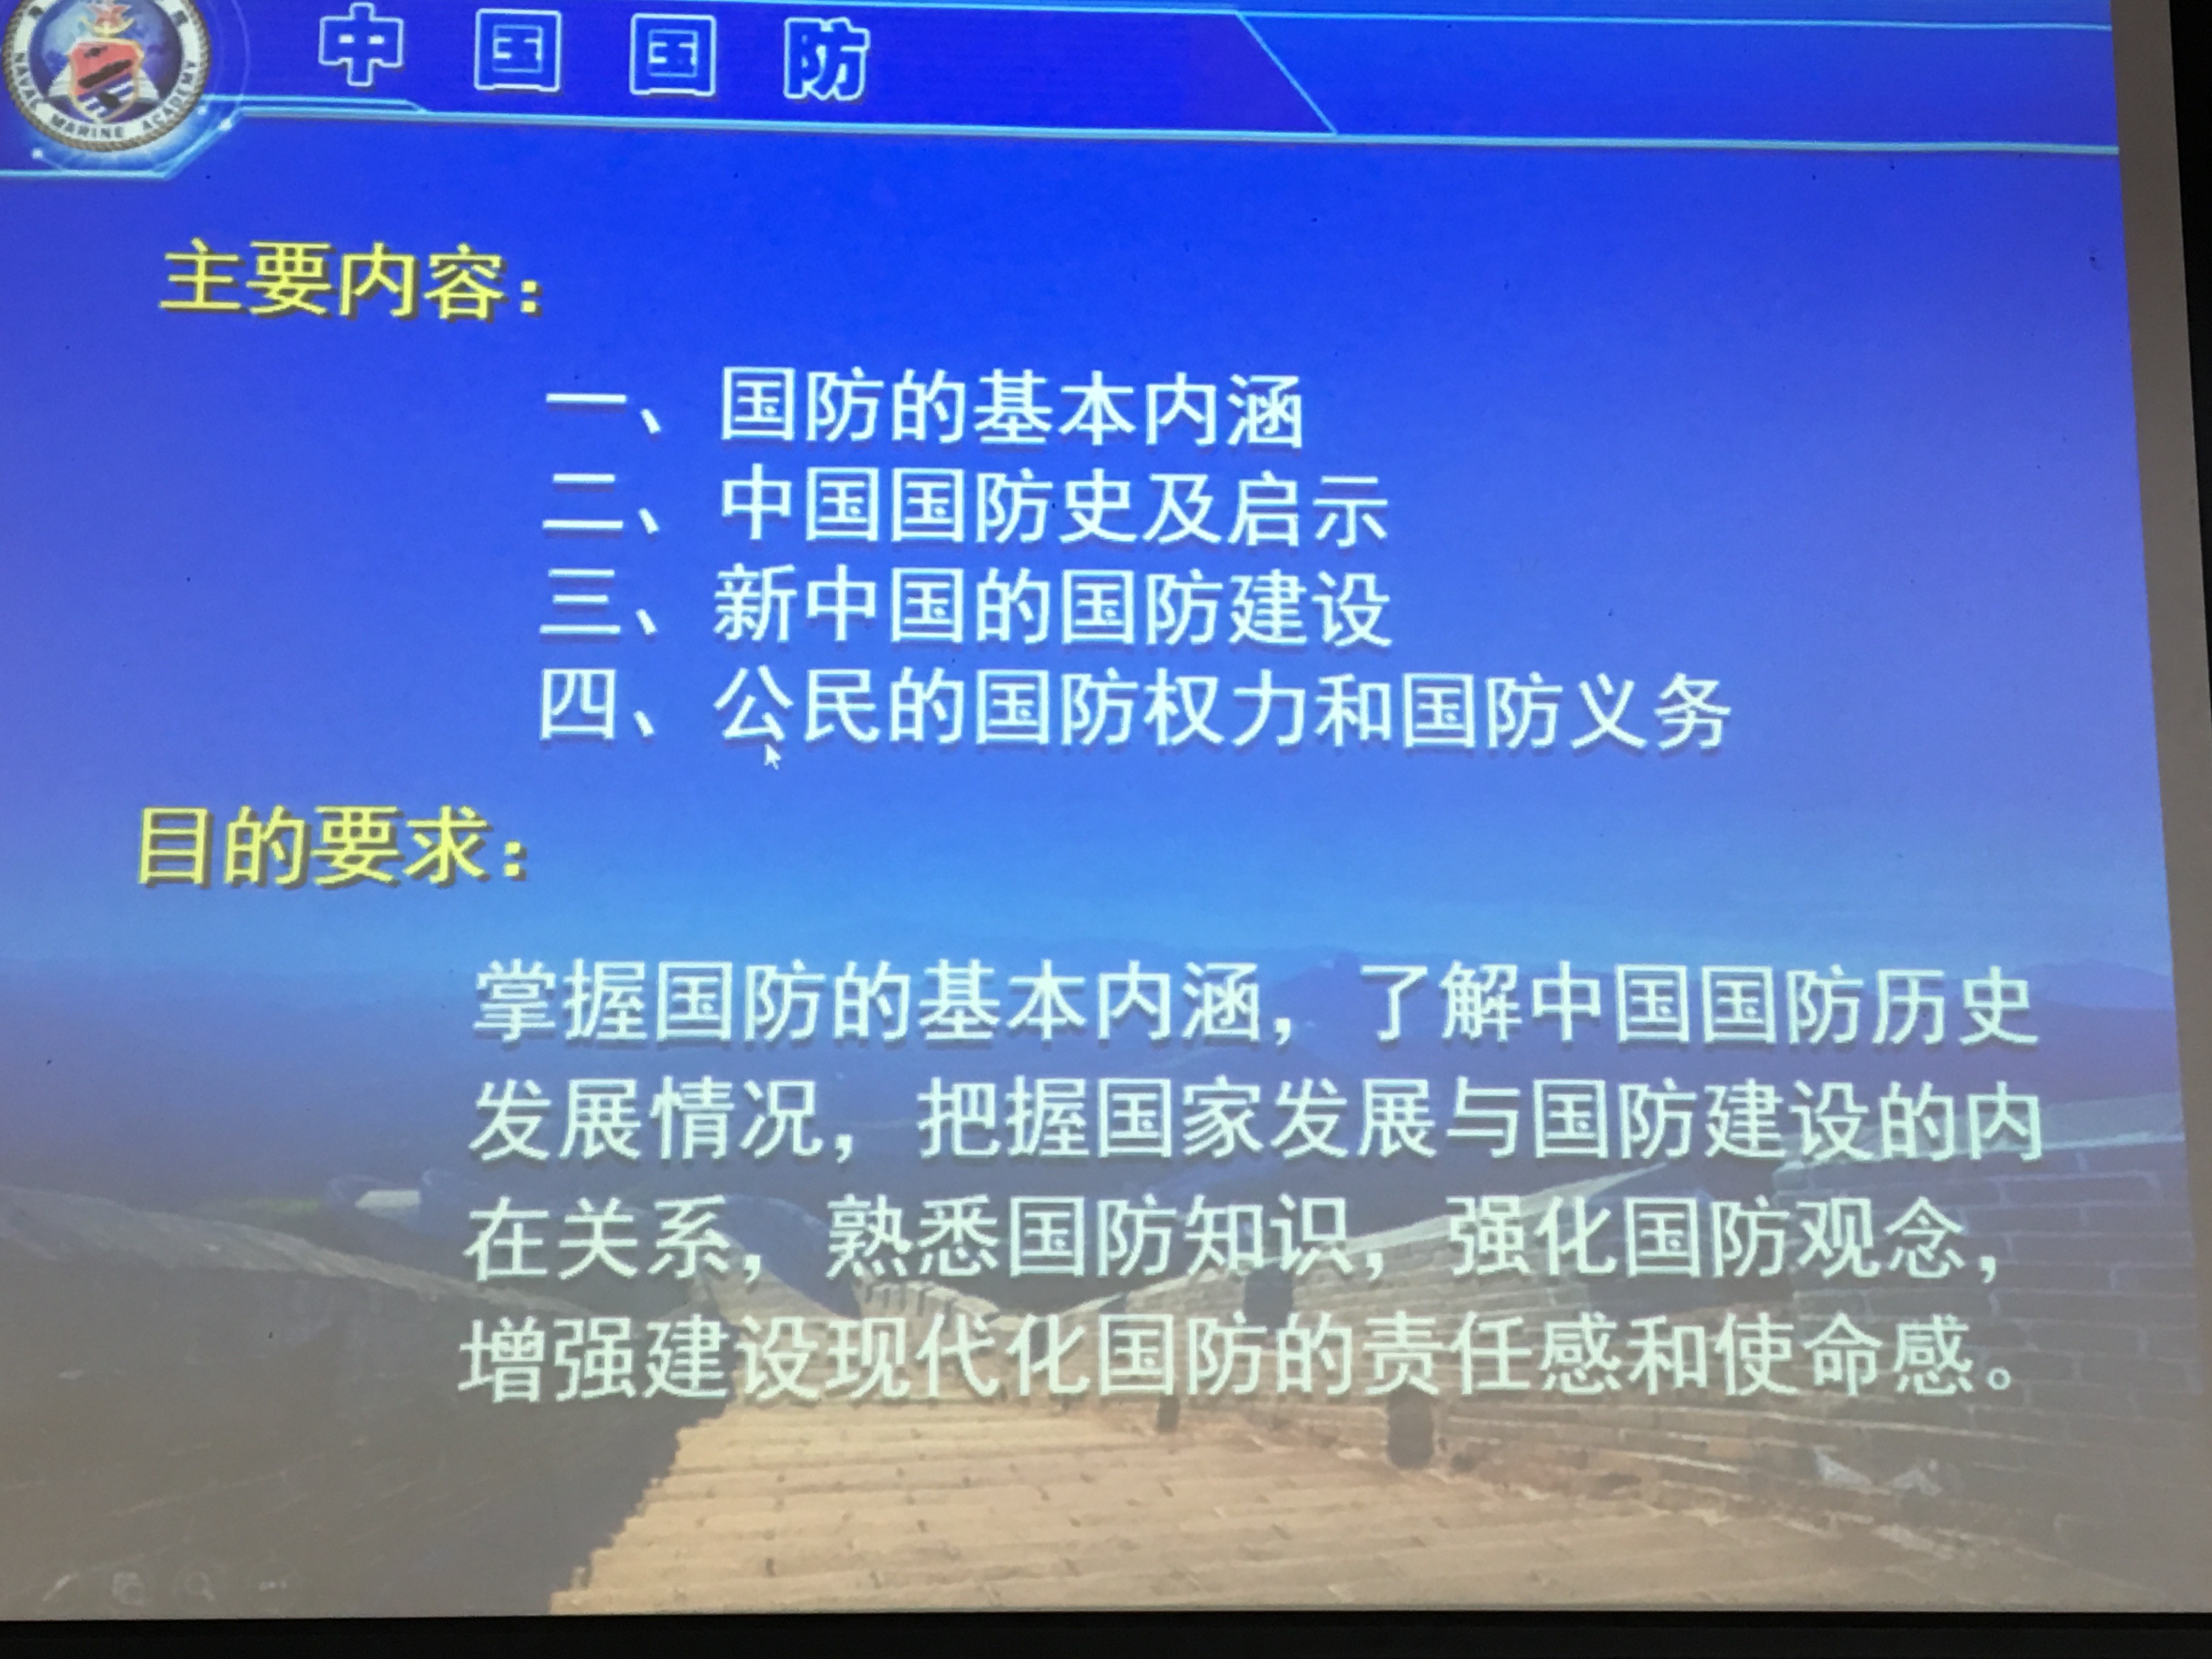 中国国防
NAVAL MARINE ACADEMY
主要内容：
一、国防的基本内涵
二、中国国防史及启示
三、新中国的国防建设
四、公民的国防权力和国防义务
目的要求：
掌握国防的基本内涵，了解中国国防历史
发展情况，把握国家发展与国防建设的内
在关系，熟悉国防知识，强化国防观念，
增强建设现代化国防的责任感和使命感。